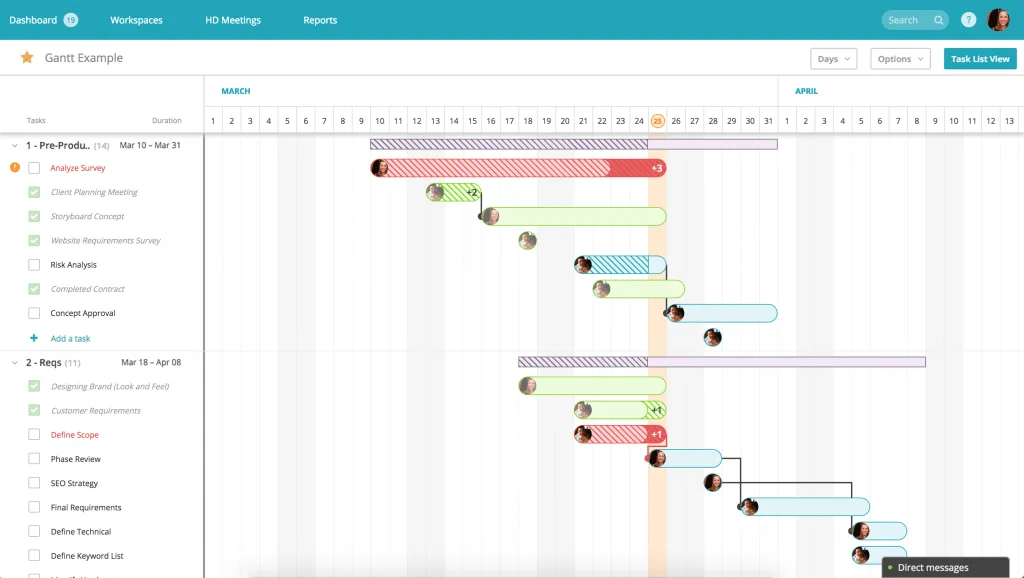 Dashboard 19 Workspaces HD Meetings Reports Search ?
Gantt Example Days Options Task List View
MARCH APRIL
Tasks Duration 1 2 3 4 5 6 7 8 9 10 11 12 13 14 15 16 17 18 19 20 21 22 23 24 25 26 27 28 29 30 31 1 2 3 4 5 6 7 8 9 10 11 12 13
1 - Pre-Produ.. (14) Mar 10 – Mar 31
! Analyze Survey +3
Client Planning Meeting +2
Storyboard Concept
Website Requirements Survey
Risk Analysis
Completed Contract
Concept Approval
+ Add a task
2 - Reqs (11) Mar 18 – Apr 08
Designing Brand (Look and Feel)
Customer Requirements +1
Define Scope +1
Phase Review
SEO Strategy
Final Requirements
Define Technical
Define Keyword List
Direct messages